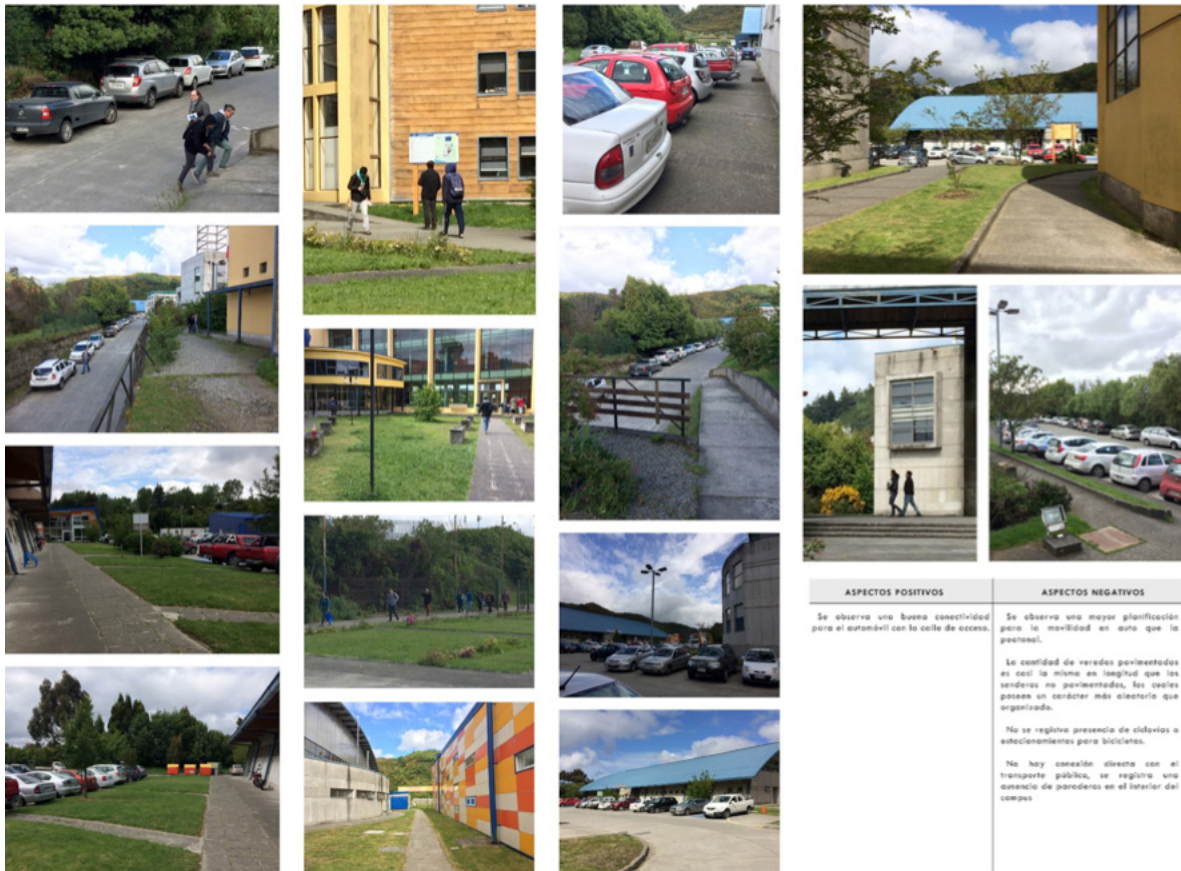 ASPECTOS POSITIVOS
Se observa una buena conectividad
para el automóvil con la calle de acceso.
ASPECTOS NEGATIVOS
Se observa una mayor planificación
para la movilidad en auto que la
peatonal.
La cantidad de veredas pavimentadas
es casi la misma en longitud que los
senderos no pavimentados, los cuales
poseen un carácter más aleatorio que
organizado.
No se registra presencia de ciclovías o
estacionamientos para bicicletas.
No hay conexión directa con el
transporte público, se registra una
ausencia de paraderos en el interior del
campus